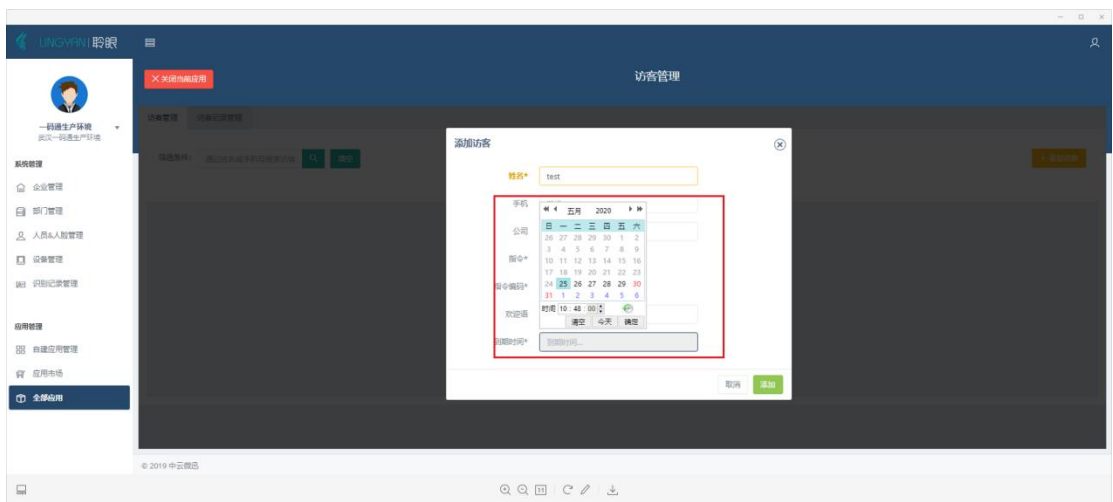 LINGYAN|聆眼
× 关闭当前应用
访客管理
一码通生产环境
武汉一码通生产环境
访客管理 访客记录管理
系统管理
企业管理
部门管理
人员&人脸管理
设备管理
识别记录管理
应用管理
自建应用管理
应用市场
全部应用
清空
添加访客
姓名* test
手机
公司
指令*
指令编码*
欢迎语
到期时间* 到期时间...
五月 2020
日 一 二 三 四 五 六
26 27 28 29 30 1 2
3 4 5 6 7 8 9
10 11 12 13 14 15 16
17 18 19 20 21 22 23
24 25 26 27 28 29 30
31 1 2 3 4 5 6
时间 10 : 48 : 00
清空 今天 确定
取消 添加
© 2019 中云微迅